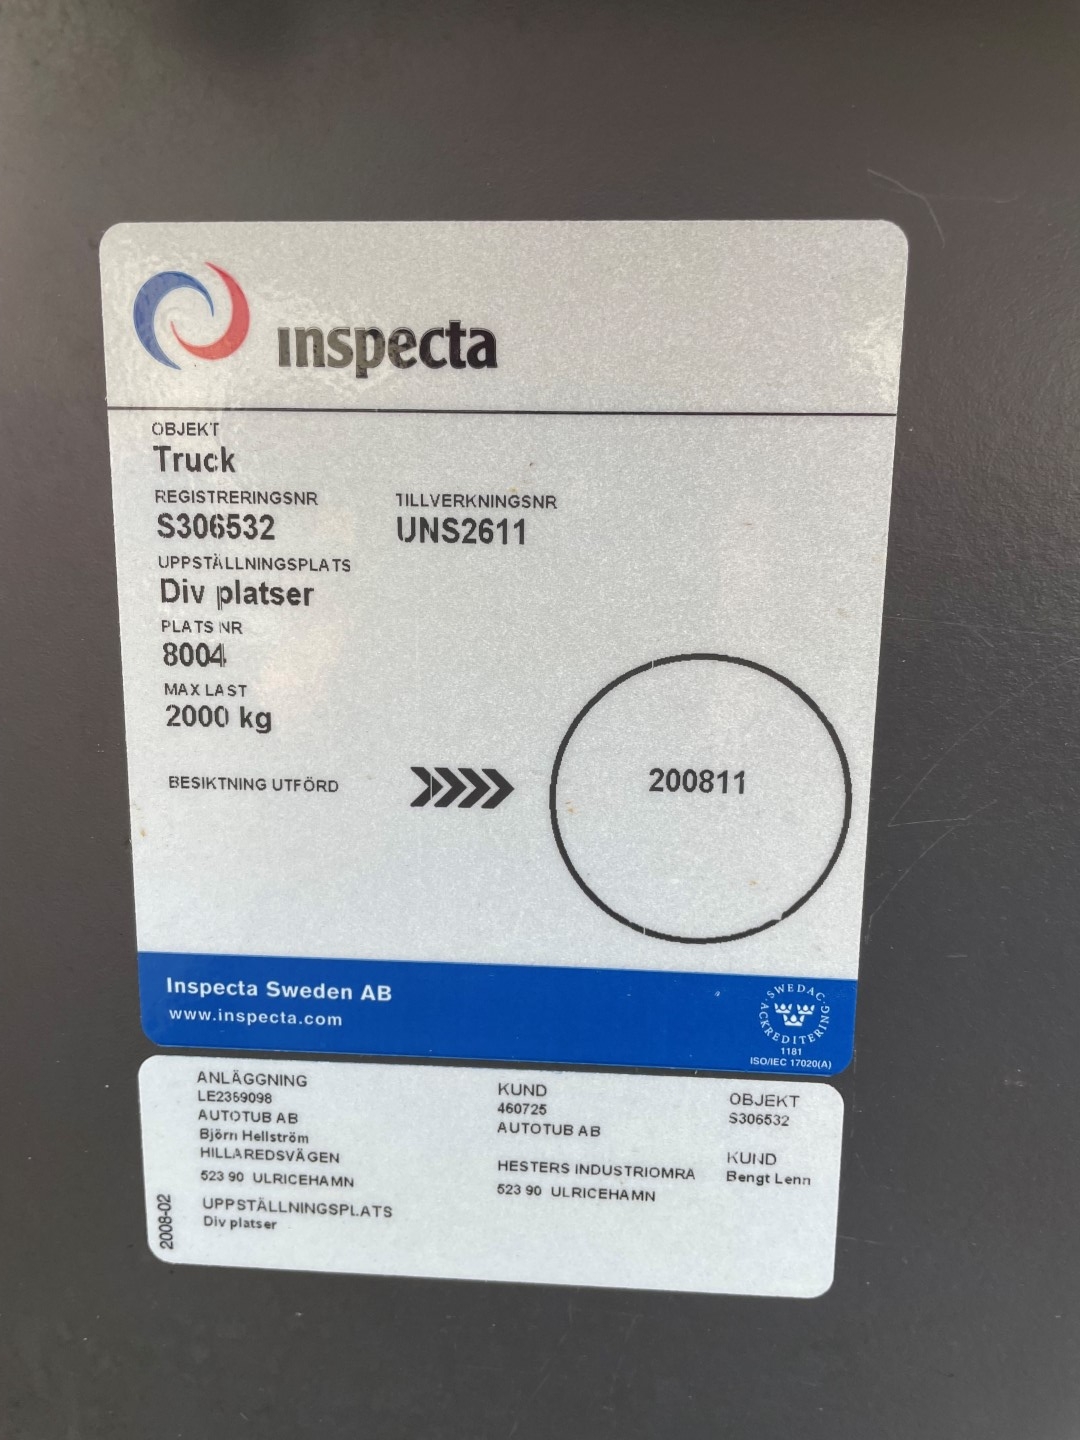 inspecta
OBJEKT
Truck
REGISTRERINGSNR TILLVERKNINGSNR
S306532 UNS2611
UPPSTÄLLNINGSPLATS
Div platser
PLATS NR
8004
MAX LAST
2000 kg
BESIKTNING UTFÖRD 200811
Inspecta Sweden AB
www.inspecta.com
SWEDAC
ACKREDITERING
1181
ISO/IEC 17020(A)
ANLÄGGNING
LE2369098
AUTOTUB AB
Björn Hellström
HILLAREDSVÄGEN
523 90 ULRICEHAMN
UPPSTÄLLNINGSPLATS
Div platser
2008-02
KUND
460725
AUTOTUB AB
HESTERS INDUSTRIOMRA
523 90 ULRICEHAMN
OBJEKT
S306532
KUND
Bengt Lenn